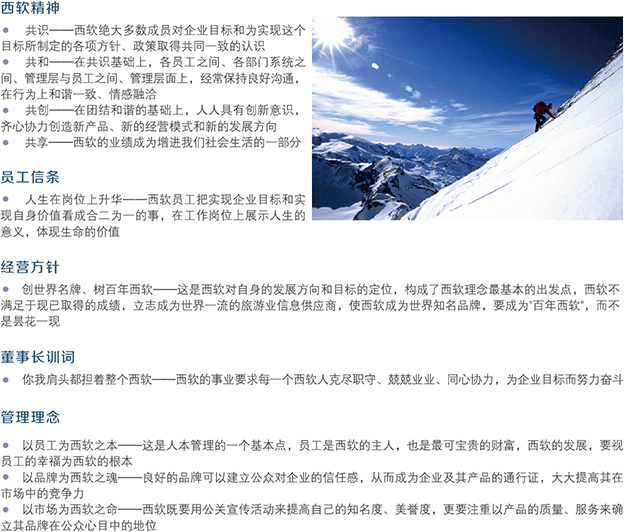 西软精神
共识——西软绝大多数成员对企业目标和为实现这个
目标所制定的各项方针、政策取得共同一致的认识
共和——在共识基础上，各员工之间、各部门系统之
间、管理层与员工之间、管理层面上，经常保持良好沟通，
在行为上和谐一致、情感融洽
共创——在团结和谐的基础上，人人具有创新意识，
齐心协力创造新产品、新的经营模式和新的发展方向
共享——西软的业绩成为增进我们社会生活的一部分
员工信条
人生在岗位上升华——西软员工把实现企业目标和实
现自身价值看成合二为一的事，在工作岗位上展示人生的
意义，体现生命的价值
经营方针
创世界名牌、树百年西软——这是西软对自身的发展方向和目标的定位，构成了西软理念最基本的出发点，西软不
满足于现已取得的成绩，立志成为世界一流的旅游业信息供应商，使西软成为世界知名品牌，要成为"百年西软"，而不
是昙花一现
董事长训词
你我肩头都担着整个西软——西软的事业要求每一个西软人克尽职守、兢兢业业、同心协力，为企业目标而努力奋斗
管理理念
以员工为西软之本——这是人本管理的一个基本点，员工是西软的主人，也是最可宝贵的财富，西软的发展，要视
员工的幸福为西软的根本
以品牌为西软之魂——良好的品牌可以建立公众对企业的信任感，从而成为企业及其产品的通行证，大大提高其在
市场中的竞争力
以市场为西软之命——西软既要用公关宣传活动来提高自己的知名度、美誉度，更要注重以产品的质量、服务来确
立其品牌在公众心目中的地位